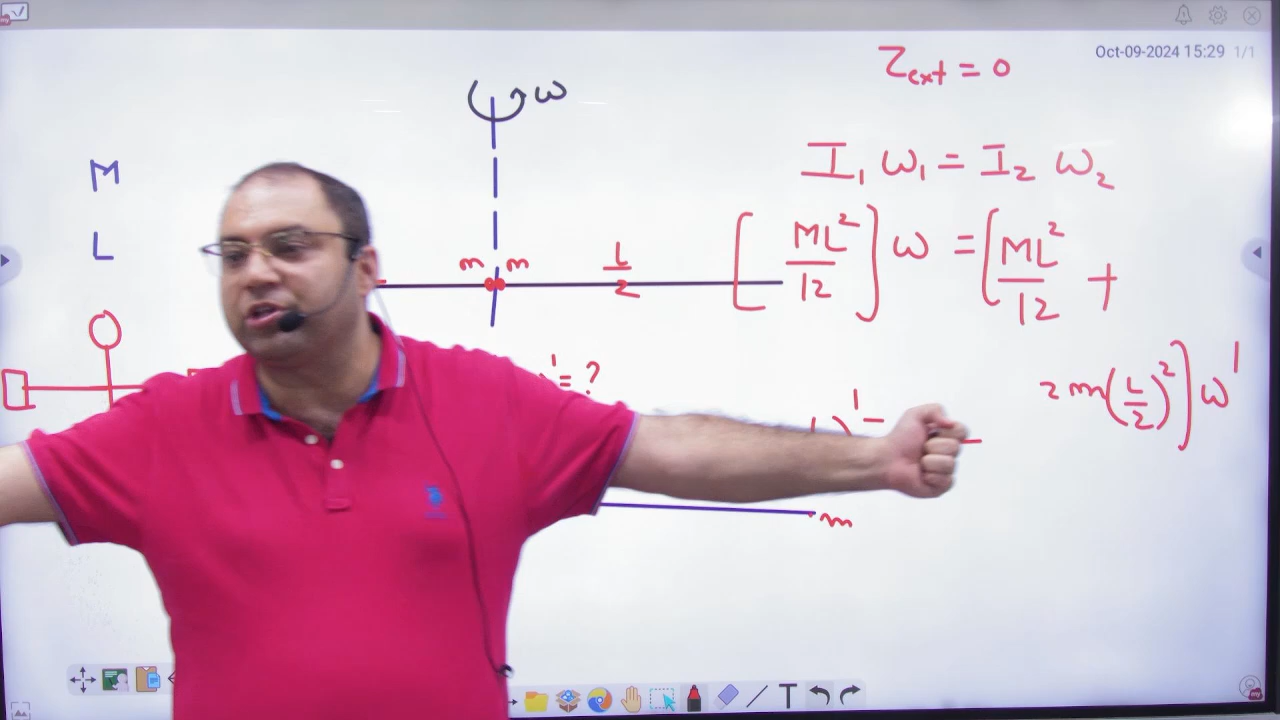 Oct-09-2024 15:29 1/1
τext = 0
ω
M
L
I₁ ω₁ = I₂ ω₂
[ML²/12] ω = [ML²/12 +
2m(L/2)²] ω'
m m L/2
' = ?
m
T